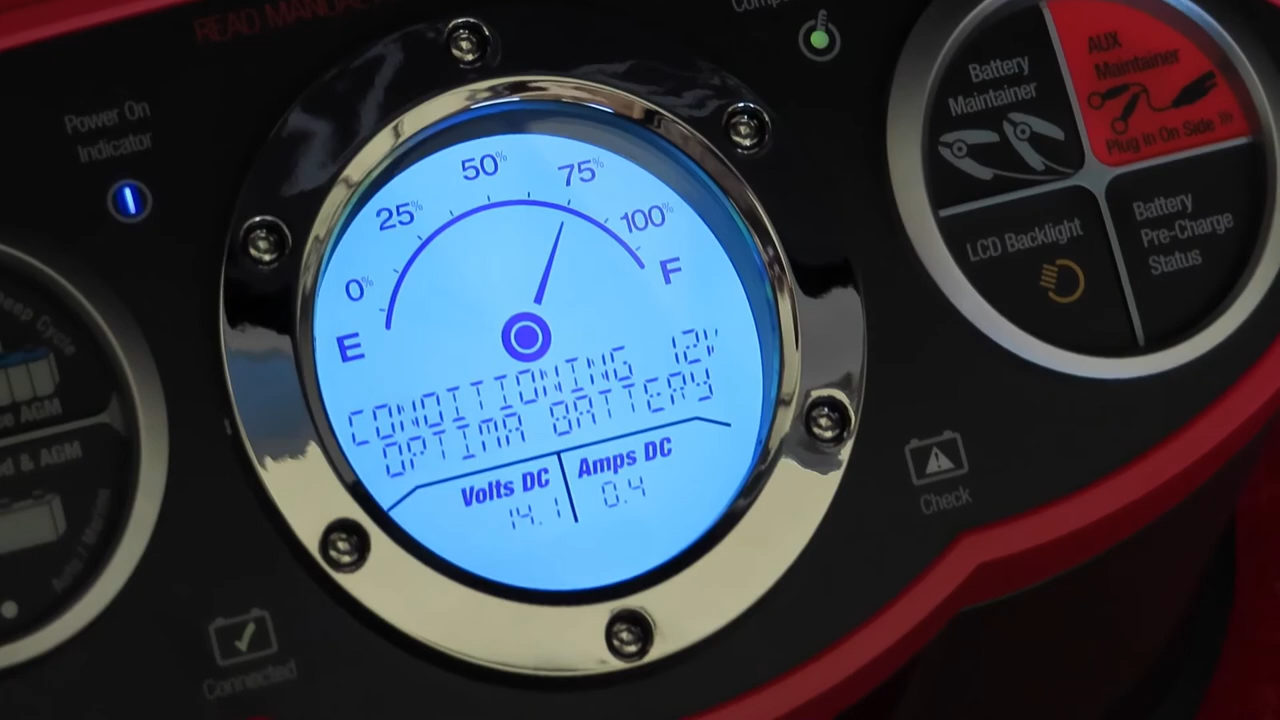 READ MANUAL
Power On
Indicator
0%
25%
50%
75%
100%
E
F
CONDITIONING 12V
OPTIMA BATTERY
Volts DC
Amps DC
14.1
0.4
Battery
Maintainer
AUX
Maintainer
Plug in On Side »»
LCD Backlight
Battery
Pre-Charge
Status
Deep Cycle
AGM
& AGM
Connected
Check